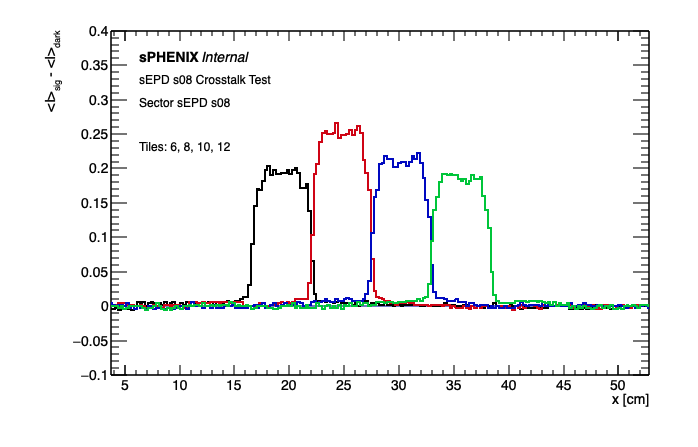 <I>sig - <I>dark
0.4
0.35
0.3
0.25
0.2
0.15
0.1
0.05
0
−0.05
−0.1
sPHENIX Internal
sEPD s08 Crosstalk Test
Sector sEPD s08
Tiles: 6, 8, 10, 12
5 10 15 20 25 30 35 40 45 50
x [cm]